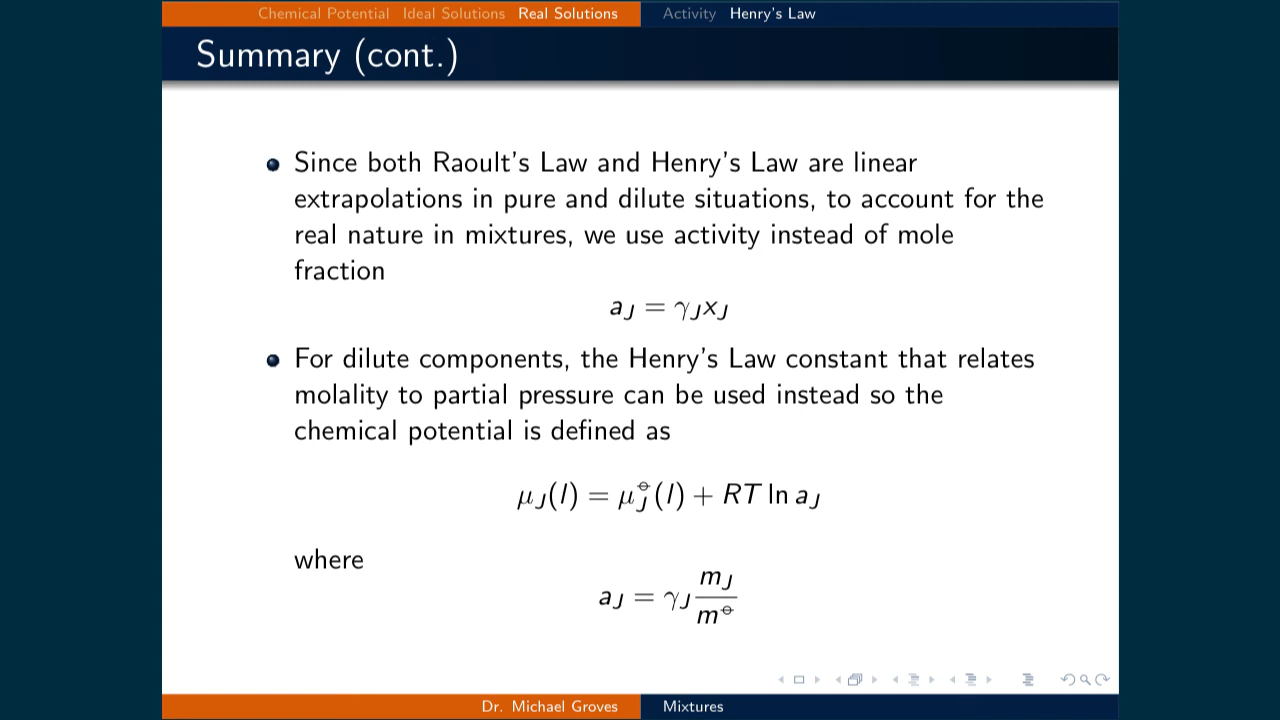 Chemical Potential Ideal Solutions Real Solutions Activity Henry's Law
Summary (cont.)
Since both Raoult's Law and Henry's Law are linear
extrapolations in pure and dilute situations, to account for the
real nature in mixtures, we use activity instead of mole
fraction
a_J = γ_J x_J
For dilute components, the Henry's Law constant that relates
molality to partial pressure can be used instead so the
chemical potential is defined as
μ_J(l) = μ_J^⦵(l) + RT ln a_J
where
a_J = γ_J m_J / m^⦵
Dr. Michael Groves Mixtures